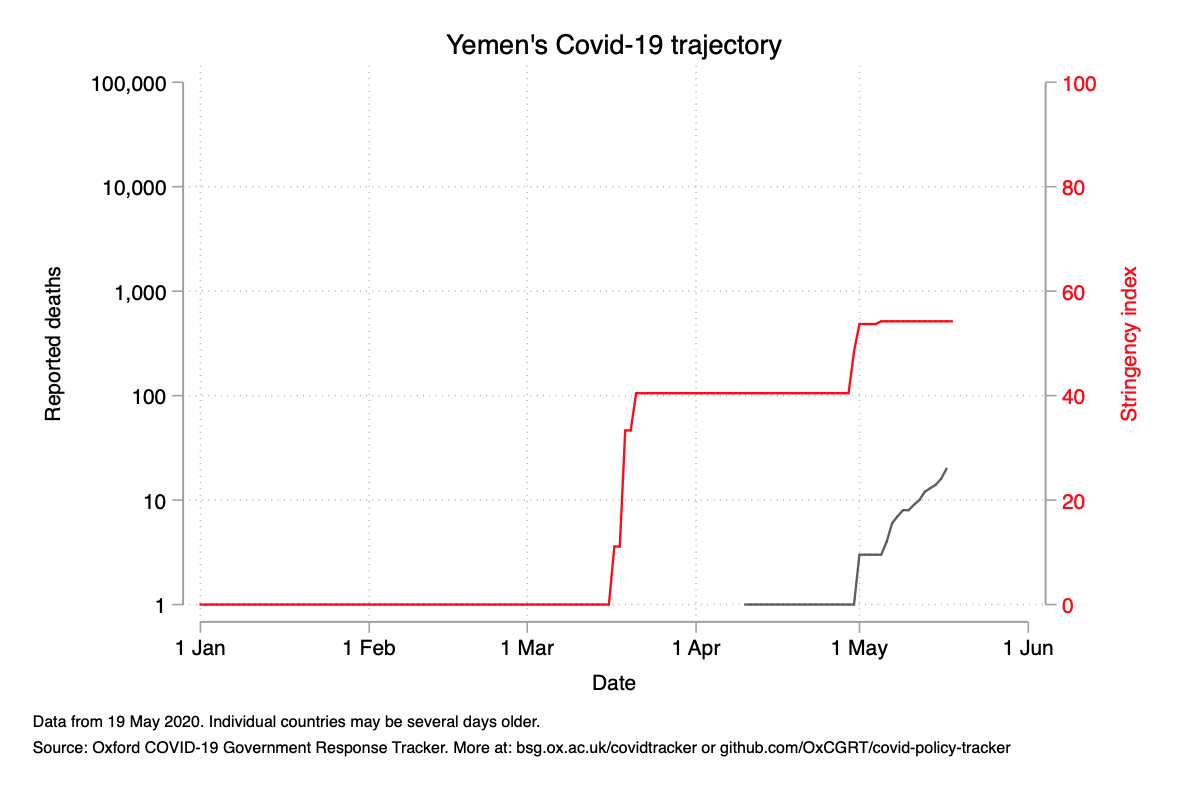 Yemen's Covid-19 trajectory
100,000
10,000
1,000
100
10
1
Reported deaths
100
80
60
40
20
0
Stringency index
1 Jan
1 Feb
1 Mar
1 Apr
1 May
1 Jun
Date
Data from 19 May 2020. Individual countries may be several days older.
Source: Oxford COVID-19 Government Response Tracker. More at: bsg.ox.ac.uk/covidtracker or github.com/OxCGRT/covid-policy-tracker